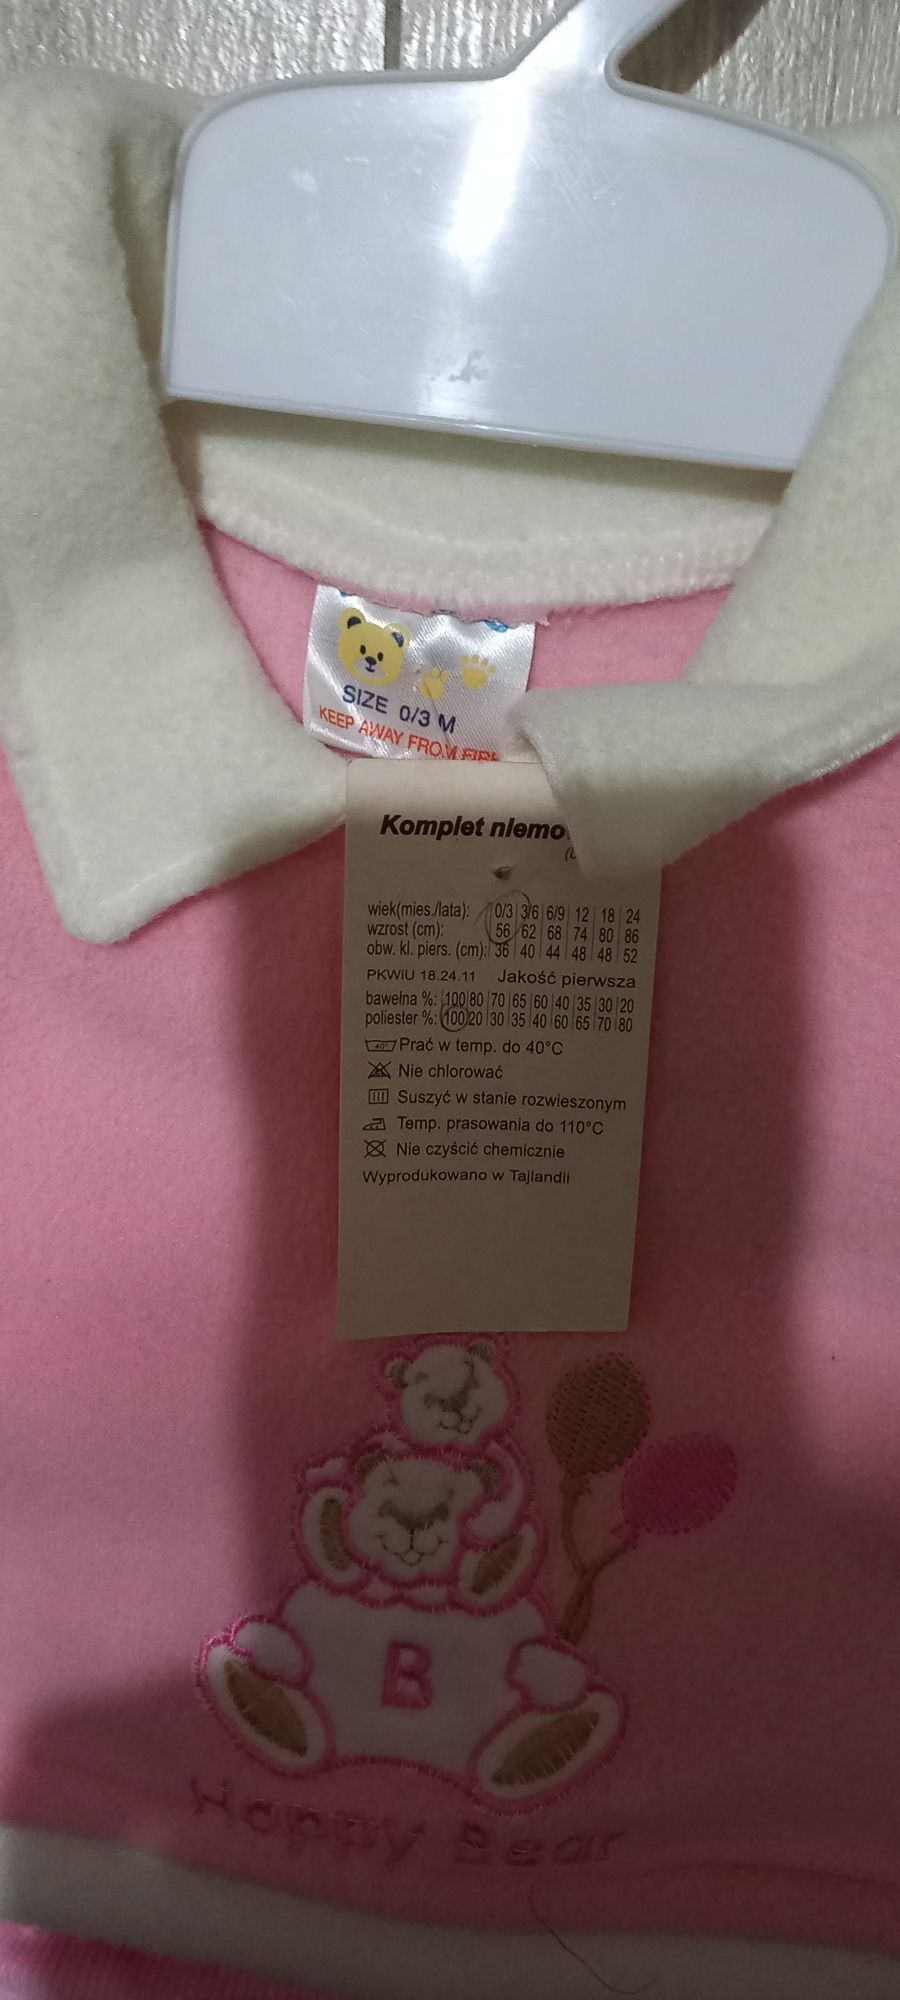 SIZE 0/3 M
KEEP AWAY FROM FIRE
Komplet niemo
wiek(mies./lata): 0/3 3/6 6/9 12 18 24
wzrost (cm): 56 62 68 74 80 86
obw. kl. piers. (cm): 36 40 44 48 48 52
PKWiU 18.24.11 Jakość pierwsza
bawełna %: 100 80 70 65 60 40 35 30 20
poliester %: 100 20 30 35 40 60 65 70 80
40° Prać w temp. do 40°C
Nie chlorować
Suszyć w stanie rozwieszonym
Temp. prasowania do 110°C
Nie czyścić chemicznie
Wyprodukowano w Tajlandii
B
Happy Bear